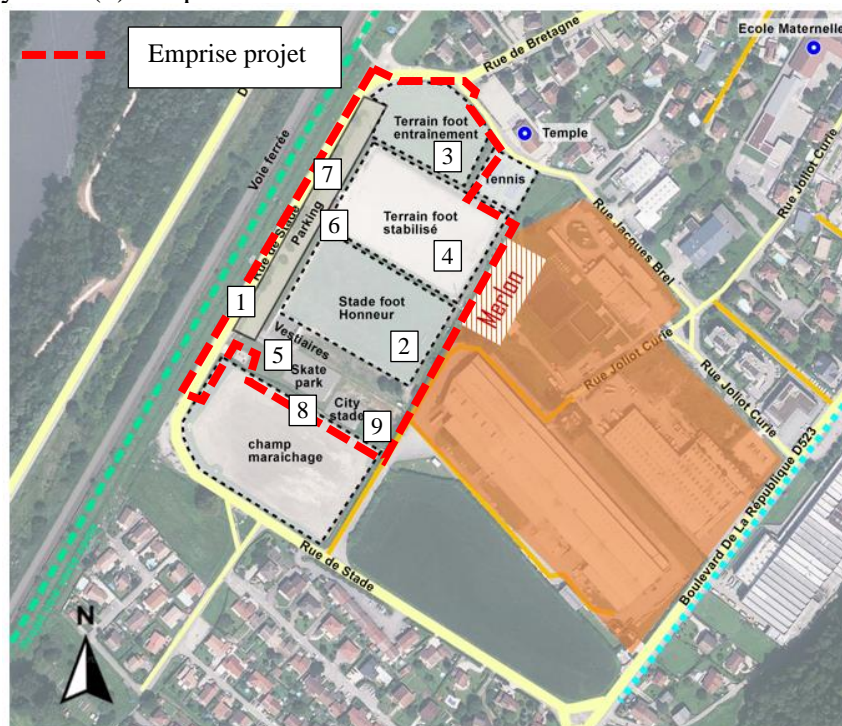 Emprise projet
Ecole Maternelle
Rue de Bretagne
Temple
Terrain foot
entraînement
3
Tennis
Voie ferrée
7
Rue de Stade
Parking
6
Terrain foot
stabilisé
4
Rue Jacques Brel
Rue Joliot Curie
1
Stade foot
Honneur
2
Merlon
Rue Joliot Curie
Rue Joliot Curie
Vestiaires
5
Skate
park
8
City
stade
9
champ
maraichage
Boulevard De La République D523
Rue de Stade
N